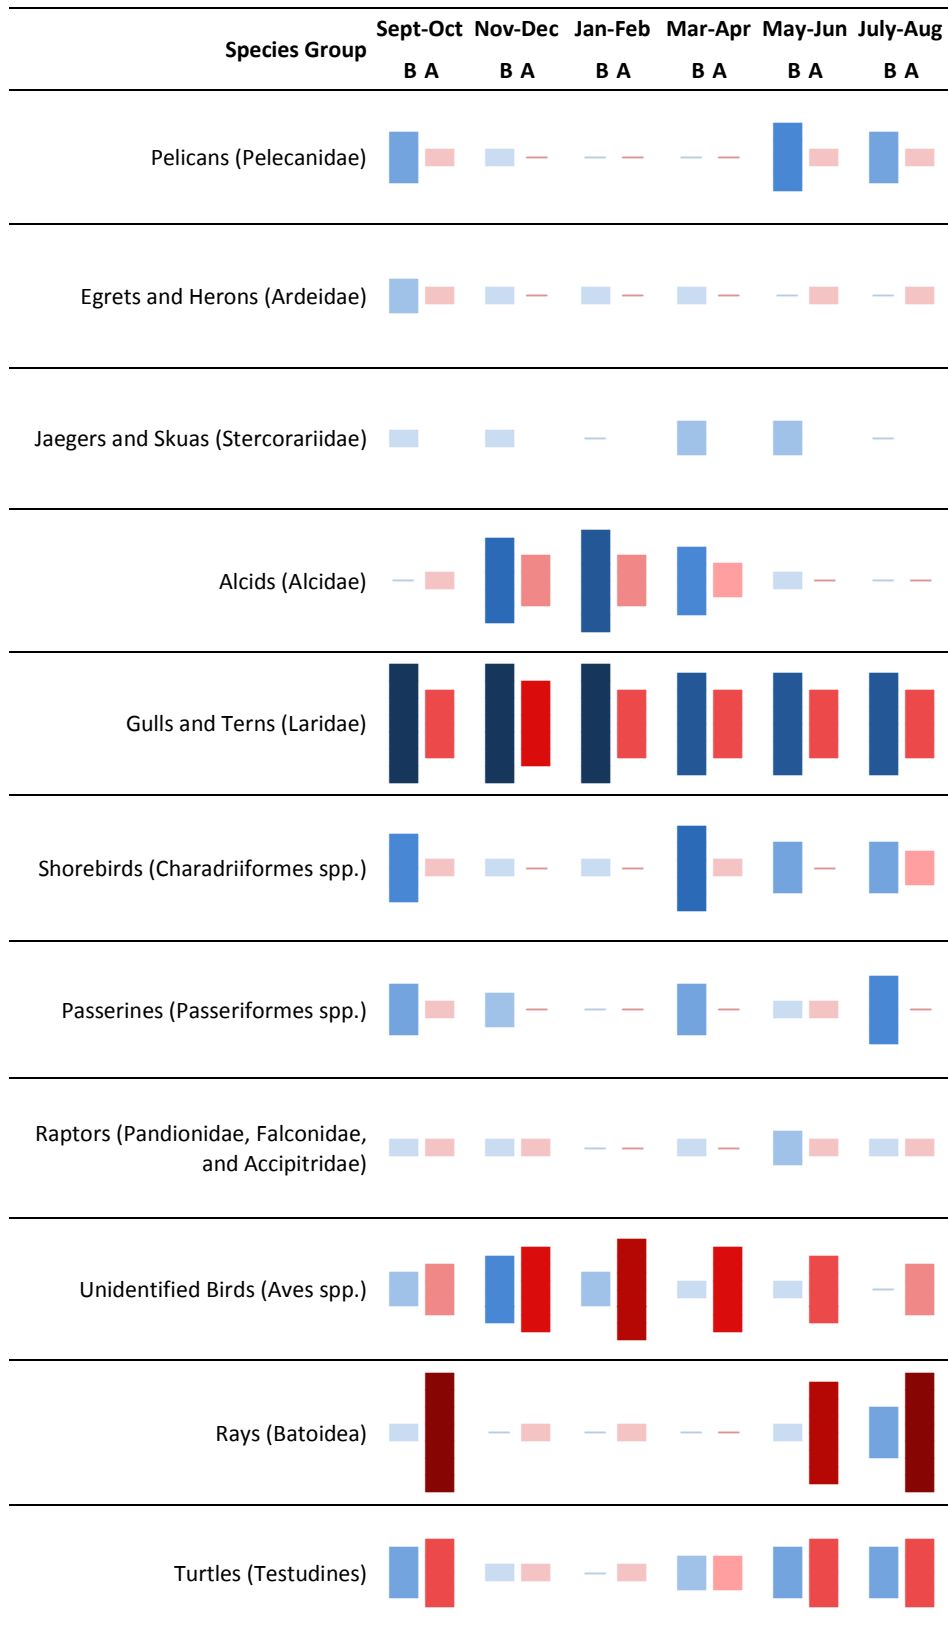 Species Group
Sept-Oct Nov-Dec Jan-Feb Mar-Apr May-Jun July-Aug
B A B A B A B A B A B A
Pelicans (Pelecanidae)
Egrets and Herons (Ardeidae)
Jaegers and Skuas (Stercorariidae)
Alcids (Alcidae)
Gulls and Terns (Laridae)
Shorebirds (Charadriiformes spp.)
Passerines (Passeriformes spp.)
Raptors (Pandionidae, Falconidae,
and Accipitridae)
Unidentified Birds (Aves spp.)
Rays (Batoidea)
Turtles (Testudines)